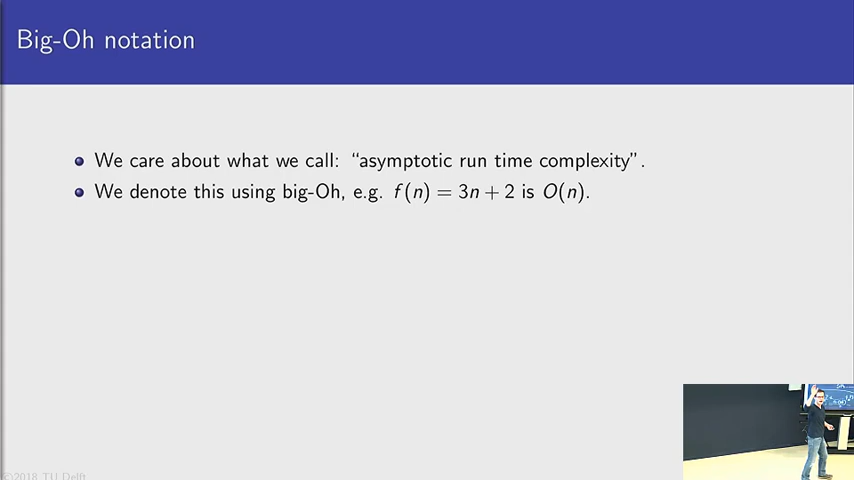 Big-Oh notation
We care about what we call: “asymptotic run time complexity”.
We denote this using big-Oh, e.g. f(n) = 3n + 2 is O(n).
©2018 TU Delft